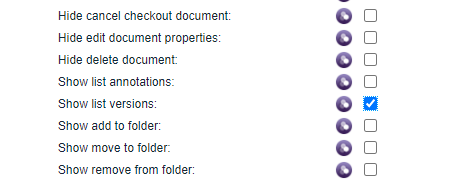 Hide cancel checkout document:
Hide edit document properties:
Hide delete document:
Show list annotations:
Show list versions:
Show add to folder:
Show move to folder:
Show remove from folder: